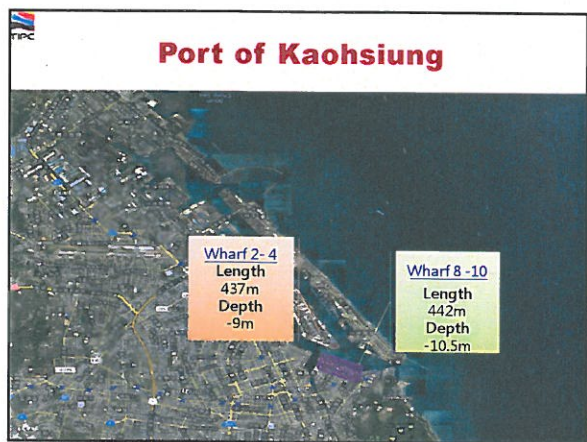 TIPC
Port of Kaohsiung
Wharf 2- 4
Length
437m
Depth
-9m
Wharf 8 -10
Length
442m
Depth
-10.5m